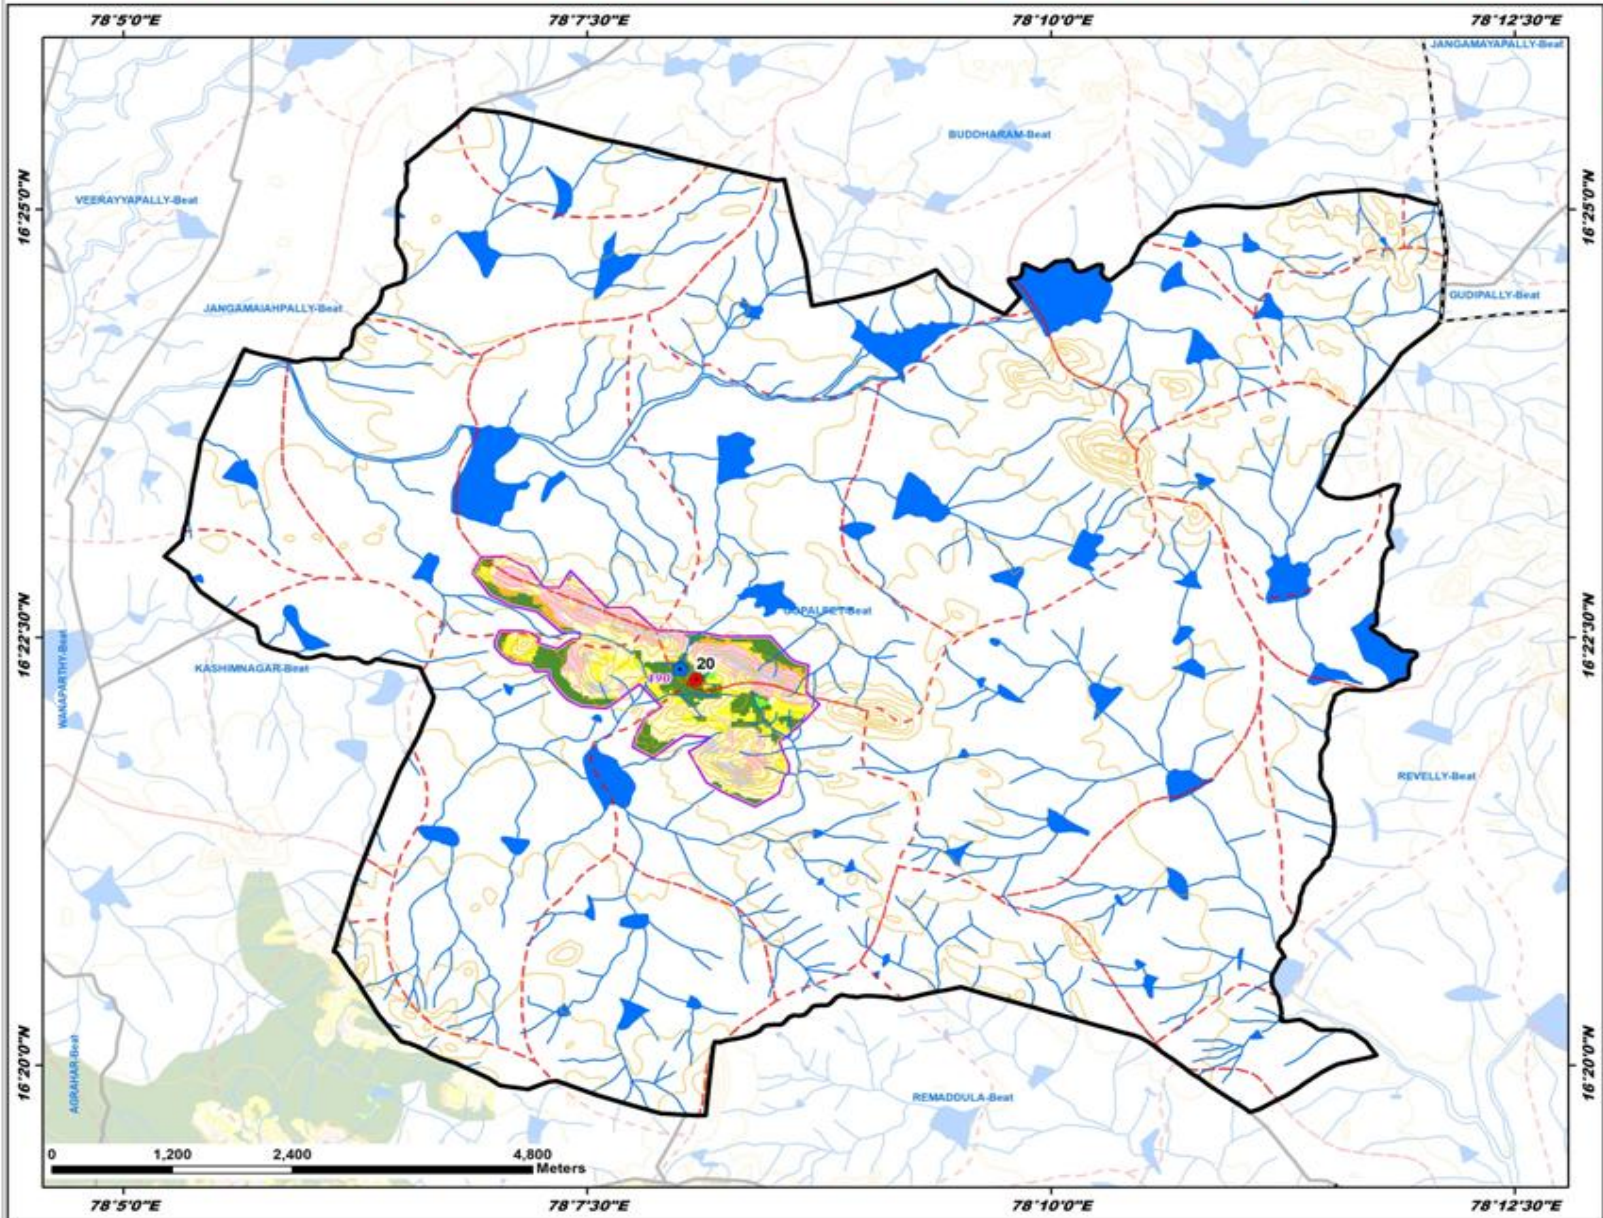 78°5'0"E
78°7'30"E
78°10'0"E
78°12'30"E
JANGAMAYAPALLY-Beat
BUDDHARAM-Beat
16°25'0"N
VEERAYYAPALLY-Beat
16°25'0"N
JANGAMAIAHPALLY-Beat
GUDIPALLY-Beat
16°22'30"N
GOPALPET-Beat
16°22'30"N
WANAPARTHY-Beat
KASHIMNAGAR-Beat
20
190
REVELLY-Beat
16°20'0"N
AGRAHAR-Beat
REMADDULA-Beat
16°20'0"N
0
1,200
2,400
4,800
Meters
78°5'0"E
78°7'30"E
78°10'0"E
78°12'30"E